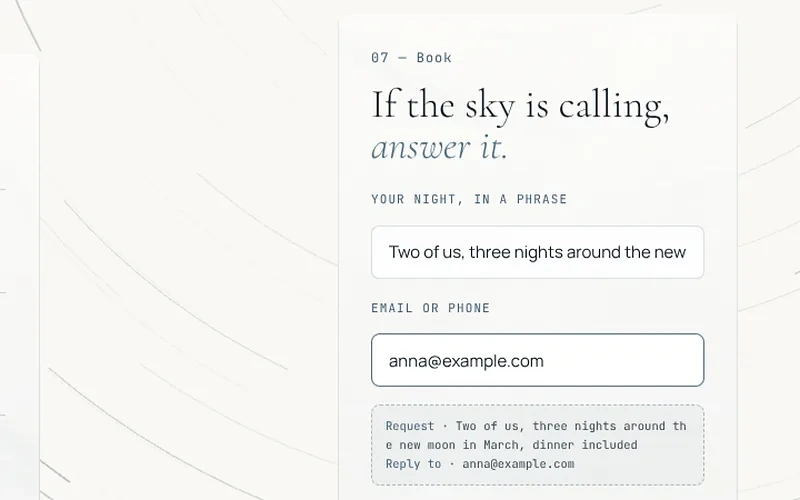 07 — Book
If the sky is calling,
answer it.
YOUR NIGHT, IN A PHRASE
Two of us, three nights around the new
EMAIL OR PHONE
anna@example.com
Request · Two of us, three nights around th
e new moon in March, dinner included
Reply to · anna@example.com